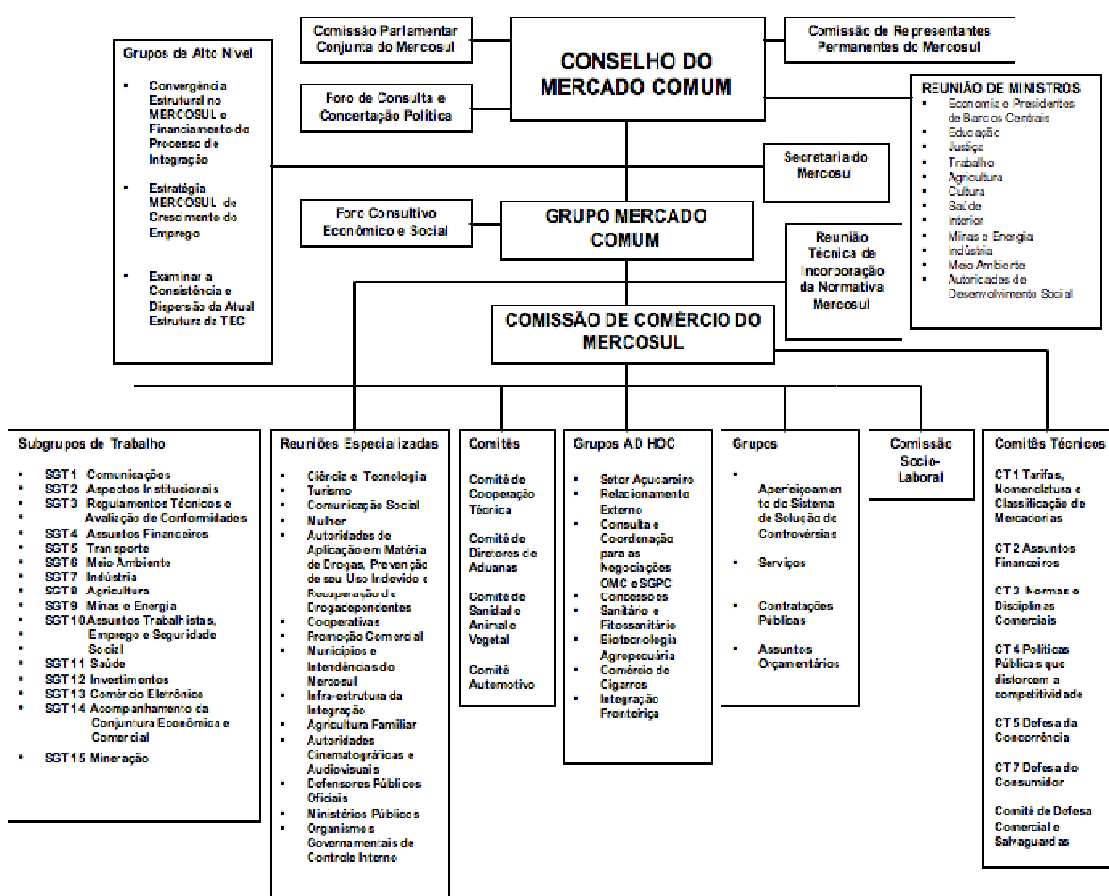 Comissão Parlamentar
Conjunta do Mercosul
CONSELHO DO
MERCADO COMUM
Comissão de Representantes
Permanentes do Mercosul
Grupos de Alto Nível
Convergência
Estrutural no
MERCOSUL e
Financiamento do
Processo de
Integração
Estratégia
MERCOSUL de
Crescimento do
Emprego
Examinar a
Consistência e
Dispersão da Atual
Estrutura da TEC
Foro de Consulta e
Concertação Política
REUNIÃO DE MINISTROS
Economia e Presidentes
de Bancos Centrais
Educação
Justiça
Trabalho
Agricultura
Cultura
Saúde
Interior
Minas e Energia
Indústria
Meio Ambiente
Autoridades de
Desenvolvimento Social
Secretaria do
Mercosul
Foro Consultivo
Econômico e Social
GRUPO MERCADO
COMUM
Reunião
Técnica de
Incorporação
da Normativa
Mercosul
COMISSÃO DE COMÉRCIO DO
MERCOSUL
Subgrupos de Trabalho
SGT1 Comunicações
SGT2 Aspectos Institucionais
SGT3 Regulamentos Técnicos e
Avaliação de Conformidades
SGT4 Assuntos Financeiros
SGT5 Transporte
SGT6 Meio Ambiente
SGT7 Indústria
SGT8 Agricultura
SGT9 Minas e Energia
SGT10 Assuntos Trabalhistas,
Emprego e Seguridade
Social
SGT11 Saúde
SGT12 Investimentos
SGT13 Comércio Eletrônico
SGT14 Acompanhamento da
Conjuntura Econômica e
Comercial
SGT15 Mineração
Reuniões Especializadas
Ciência e Tecnologia
Turismo
Comunicação Social
Mulher
Autoridades de
Aplicação em Matéria
de Drogas, Prevenção
de seu Uso Indevido e
Recuperação de
Drogadependentes
Cooperativas
Promoção Comercial
Municípios e
Intendências do
Mercosul
Infra-estrutura da
Integração
Agricultura Familiar
Autoridades
Cinematográficas e
Audiovisuais
Defensores Públicos
Oficiais
Ministérios Públicos
Organismos
Governamentais de
Controle Interno
Comitês
Comitê de
Cooperação
Técnica
Comitê de
Diretores de
Aduanas
Comitê de
Sanidade
Animal e
Vegetal
Comitê
Automotivo
Grupos AD HOC
Setor Açucareiro
Relacionamento
Externo
Consulta e
Coordenação
para as
Negociações
OMC e SGPC
Concessões
Sanitário e
Fitossanitário
Biotecnologia
Agropecuária
Comércio de
Cigarros
Integração
Fronteiriça
Grupos
Aperfeiçoamen
to do Sistema
de Solução de
Controvérsias
Serviços
Contratações
Públicas
Assuntos
Orçamentários
Comissão
Socio-
Laboral
Comitês Técnicos
CT1 Tarifas,
Nomenclatura e
Classificação de
Mercadorias
CT2 Assuntos
Financeiros
CT3 Normas e
Disciplinas
Comerciais
CT4 Políticas
Públicas que
distorcem a
competitividade
CT5 Defesa da
Concorrência
CT7 Defesa do
Consumidor
Comitê de Defesa
Comercial e
Salvaguardas